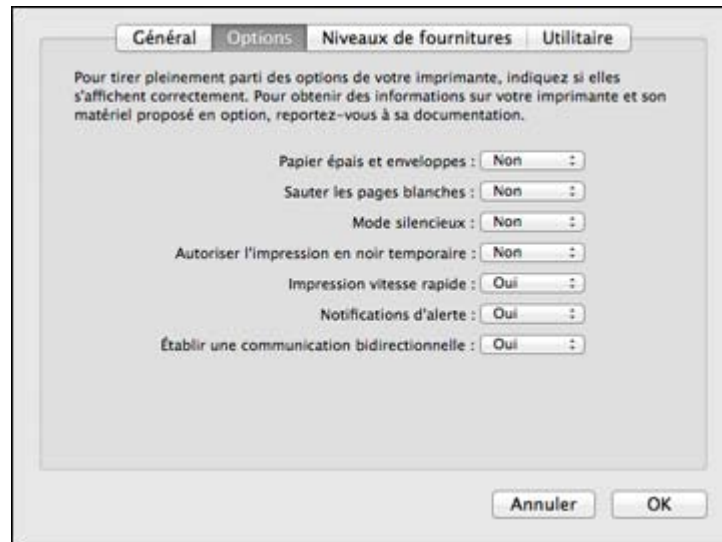 Général Options Niveaux de fournitures Utilitaire
Pour tirer pleinement parti des options de votre imprimante, indiquez si elles
s'affichent correctement. Pour obtenir des informations sur votre imprimante et son
matériel proposé en option, reportez-vous à sa documentation.
Papier épais et enveloppes : Non
Sauter les pages blanches : Non
Mode silencieux : Non
Autoriser l'impression en noir temporaire : Non
Impression vitesse rapide : Oui
Notifications d'alerte : Oui
Établir une communication bidirectionnelle : Oui
Annuler OK